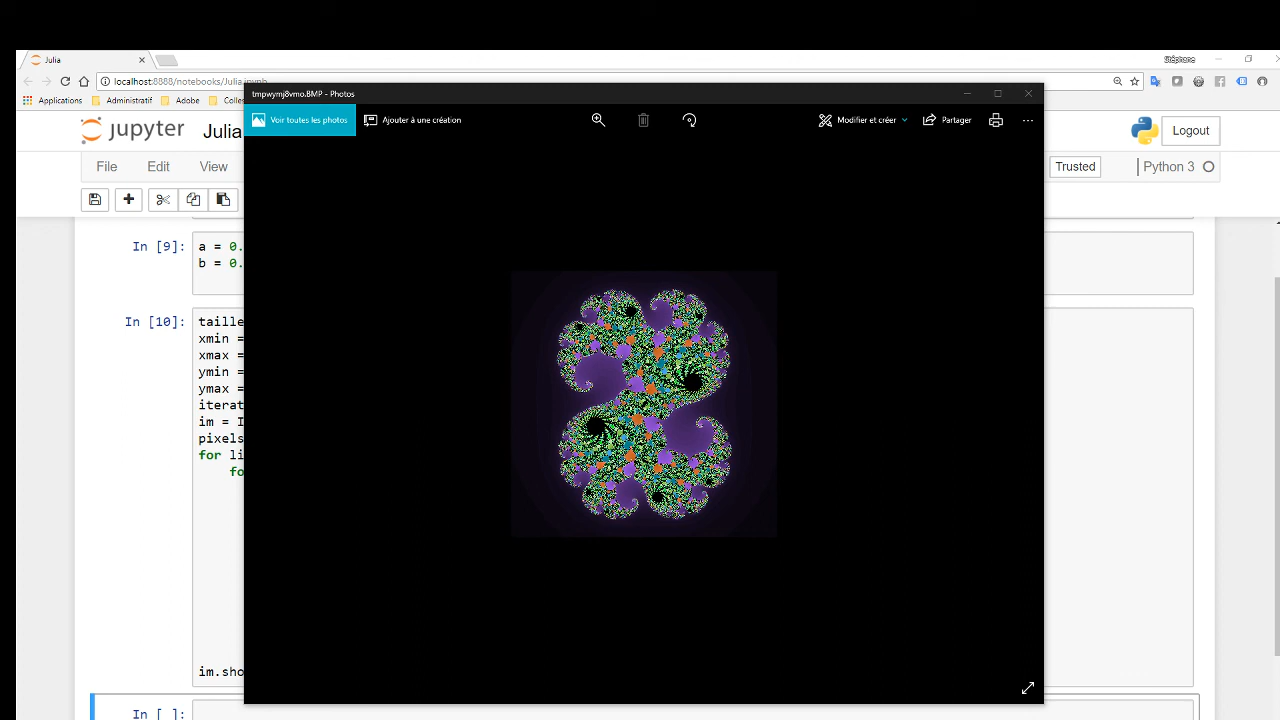 Julia
Stéphane
localhost:8888/notebooks/Julia.ipynb
Applications Administratif Adobe Colle
tmpwymj8vmo.BMP - Photos
Voir toutes les photos Ajouter à une création Modifier et créer Partager
jupyter Julia Logout
File Edit View Trusted Python 3
In [9]: a = 0.
b = 0.
In [10]: taille
xmin =
xmax =
ymin =
ymax =
iterat
im = I
pixels
for li
fo
im.sho
In [ ]: